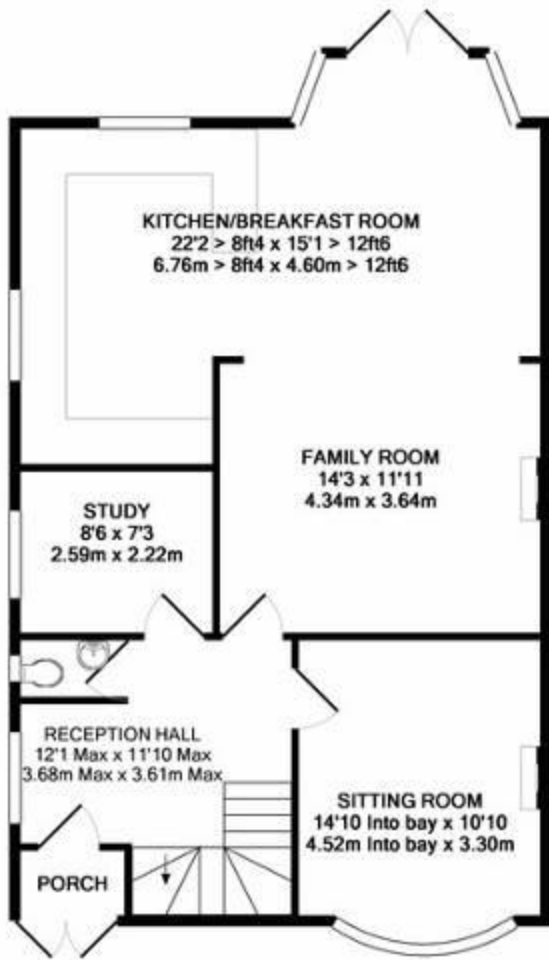 KITCHEN/BREAKFAST ROOM
22'2 > 8ft4 x 15'1 > 12ft6
6.76m > 8ft4 x 4.60m > 12ft6
FAMILY ROOM
14'3 x 11'11
4.34m x 3.64m
STUDY
8'6 x 7'3
2.59m x 2.22m
RECEPTION HALL
12'1 Max x 11'10 Max
3.68m Max x 3.61m Max
SITTING ROOM
14'10 Into bay x 10'10
4.52m Into bay x 3.30m
PORCH